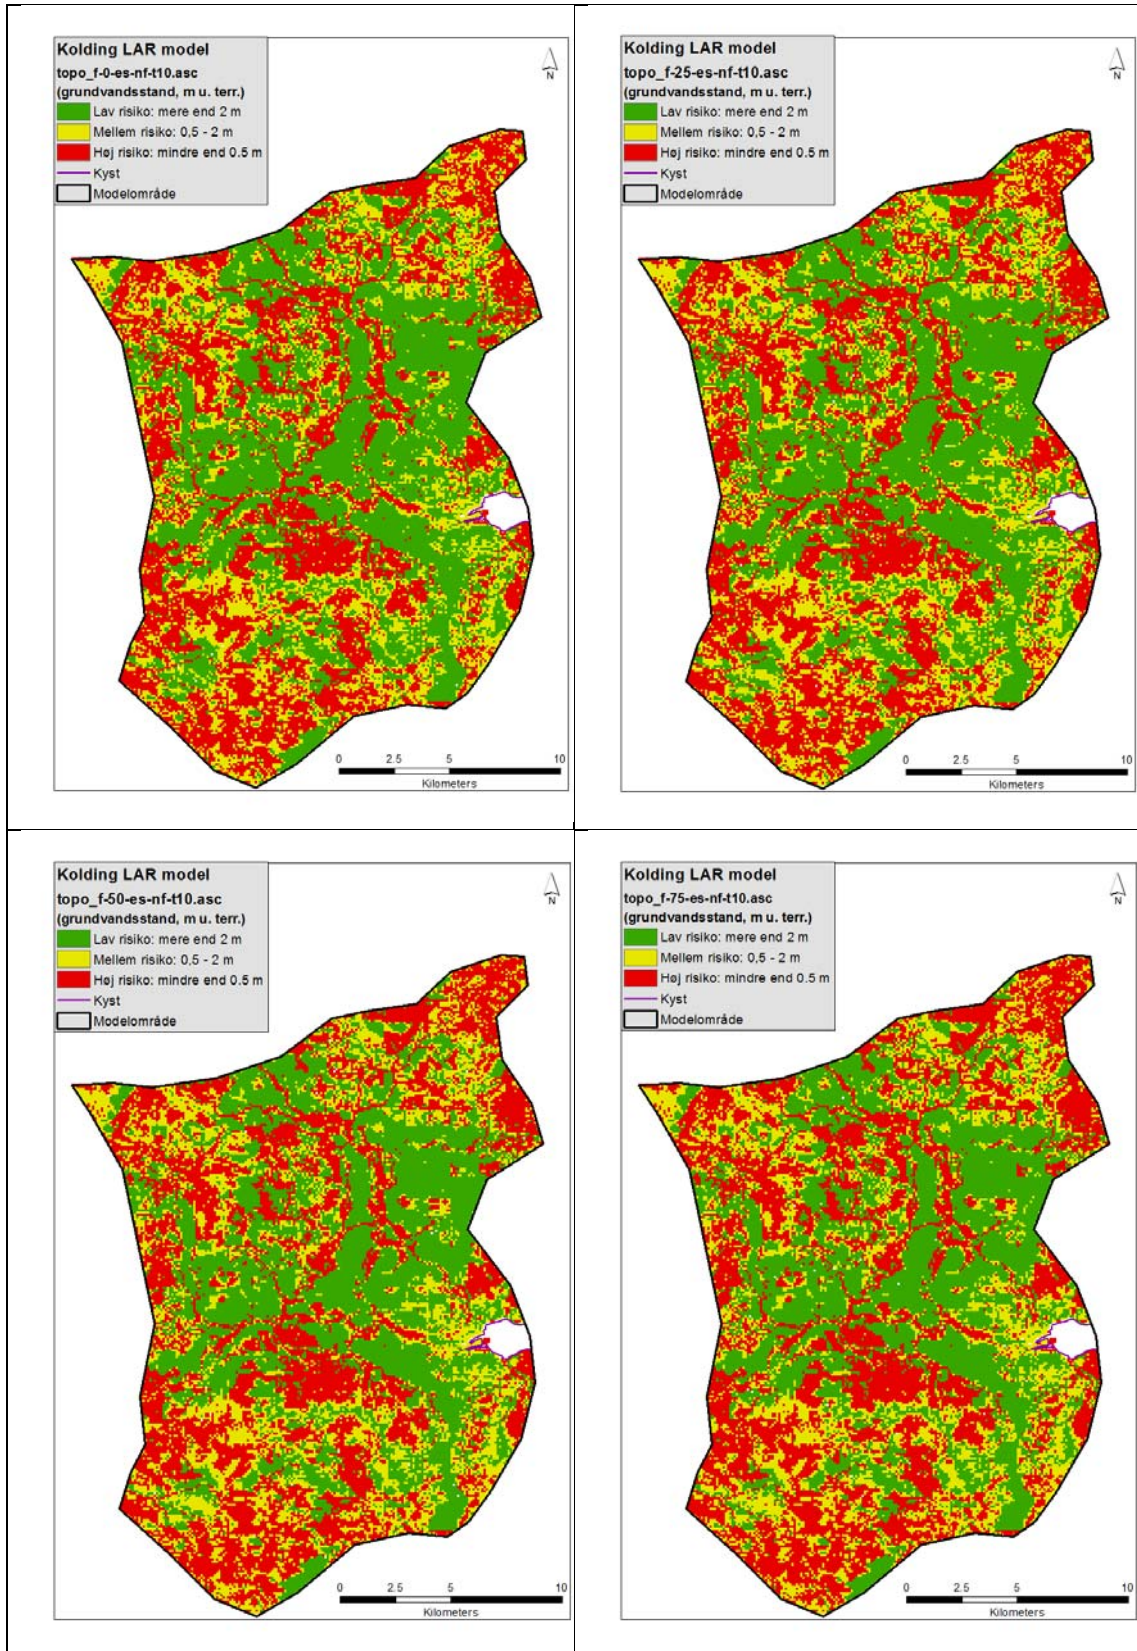 Kolding LAR model
topo_f-0-es-nf-t10.asc
(grundvandsstand, m u. terr.)
Lav risiko: mere end 2 m
Mellem risiko: 0,5 - 2 m
Høj risiko: mindre end 0.5 m
Kyst
Modelområde
N
0 2.5 5 10
Kilometers
Kolding LAR model
topo_f-25-es-nf-t10.asc
(grundvandsstand, m u. terr.)
Lav risiko: mere end 2 m
Mellem risiko: 0,5 - 2 m
Høj risiko: mindre end 0.5 m
Kyst
Modelområde
N
0 2.5 5 10
Kilometers
Kolding LAR model
topo_f-50-es-nf-t10.asc
(grundvandsstand, m u. terr.)
Lav risiko: mere end 2 m
Mellem risiko: 0,5 - 2 m
Høj risiko: mindre end 0.5 m
Kyst
Modelområde
N
0 2.5 5 10
Kilometers
Kolding LAR model
topo_f-75-es-nf-t10.asc
(grundvandsstand, m u. terr.)
Lav risiko: mere end 2 m
Mellem risiko: 0,5 - 2 m
Høj risiko: mindre end 0.5 m
Kyst
Modelområde
N
0 2.5 5 10
Kilometers